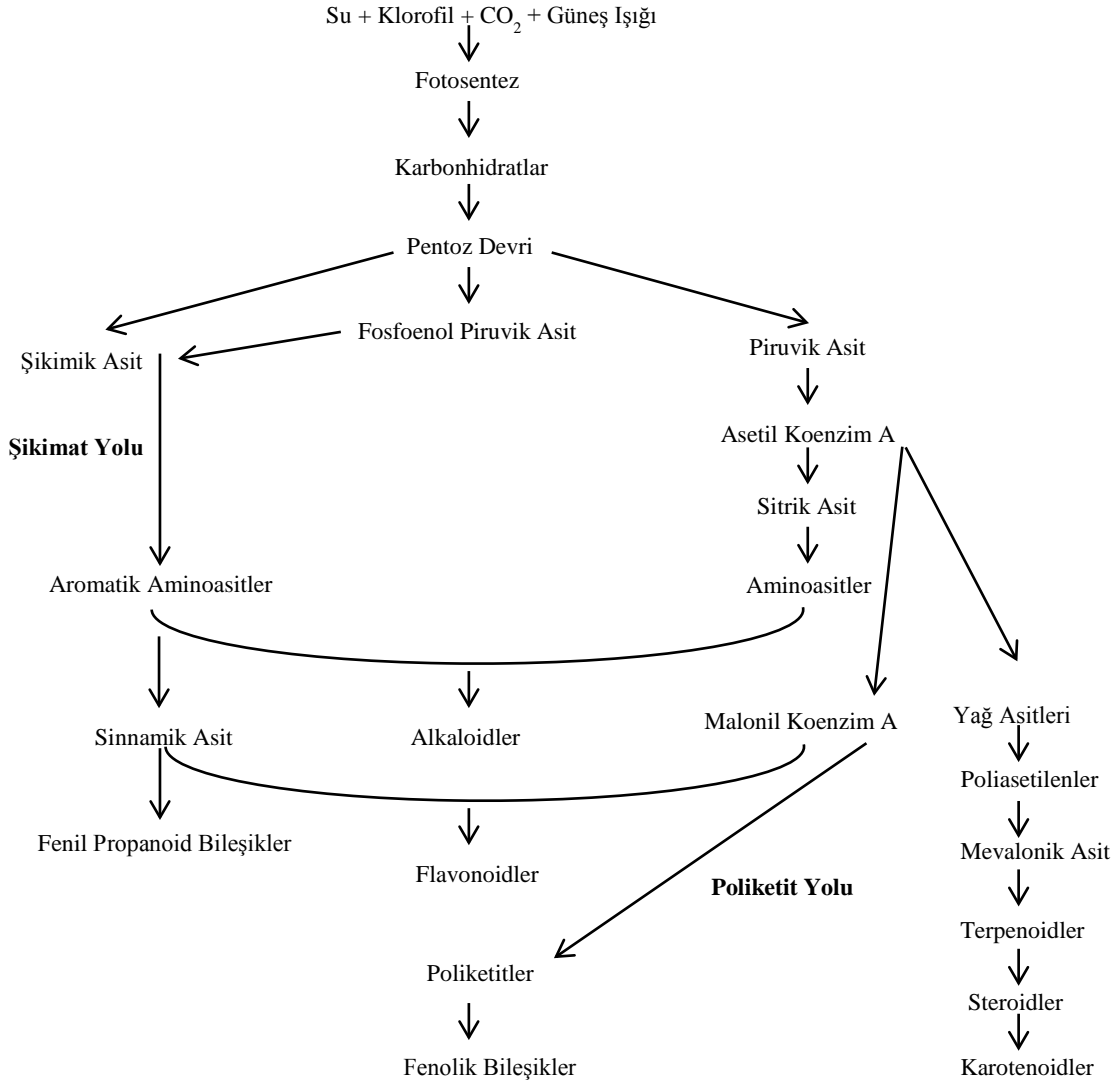 Su + Klorofil + CO2 + Güneş Işığı
Fotosentez
Karbonhidratlar
Pentoz Devri
Fosfoenol Piruvik Asit
Şikimik Asit
Piruvik Asit
Şikimat Yolu
Asetil Koenzim A
Sitrik Asit
Aromatik Aminoasitler
Aminoasitler
Sinnamik Asit
Alkaloidler
Malonil Koenzim A
Yağ Asitleri
Poliasetilenler
Fenil Propanoid Bileşikler
Mevalonik Asit
Flavonoidler
Poliketit Yolu
Terpenoidler
Poliketitler
Steroidler
Fenolik Bileşikler
Karotenoidler